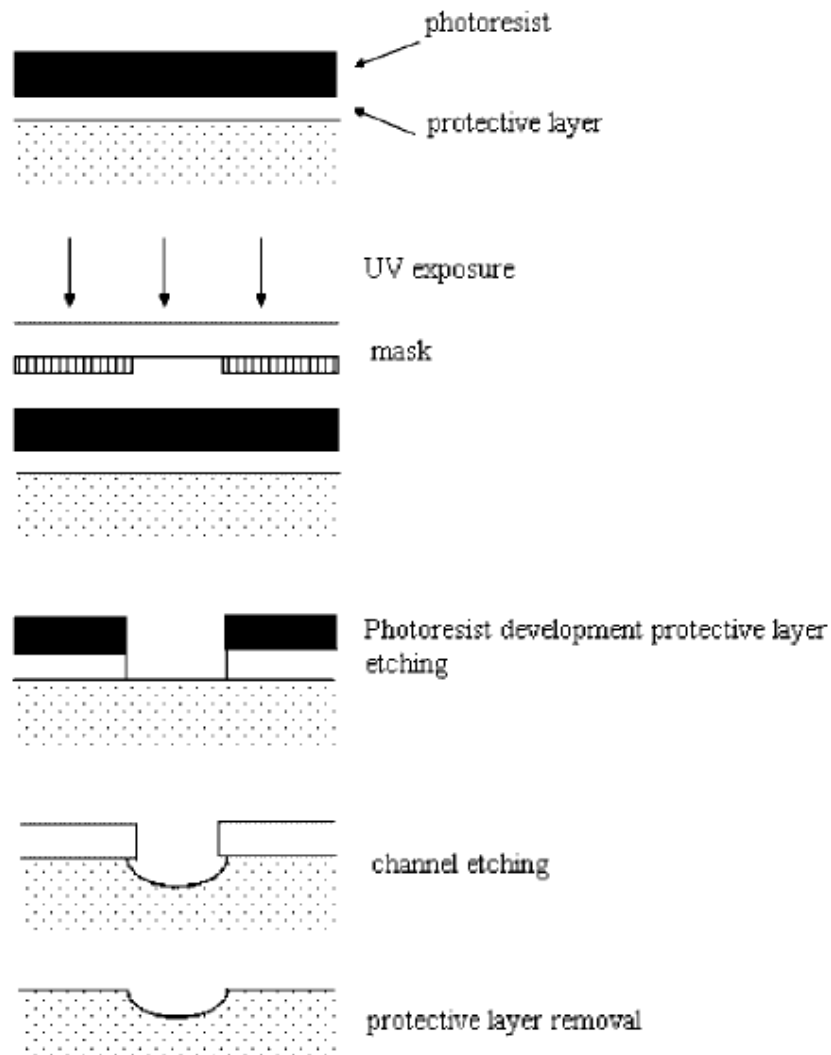 photoresist
protective layer
UV exposure
mask
Photoresist development protective layer
etching
channel etching
protective layer removal